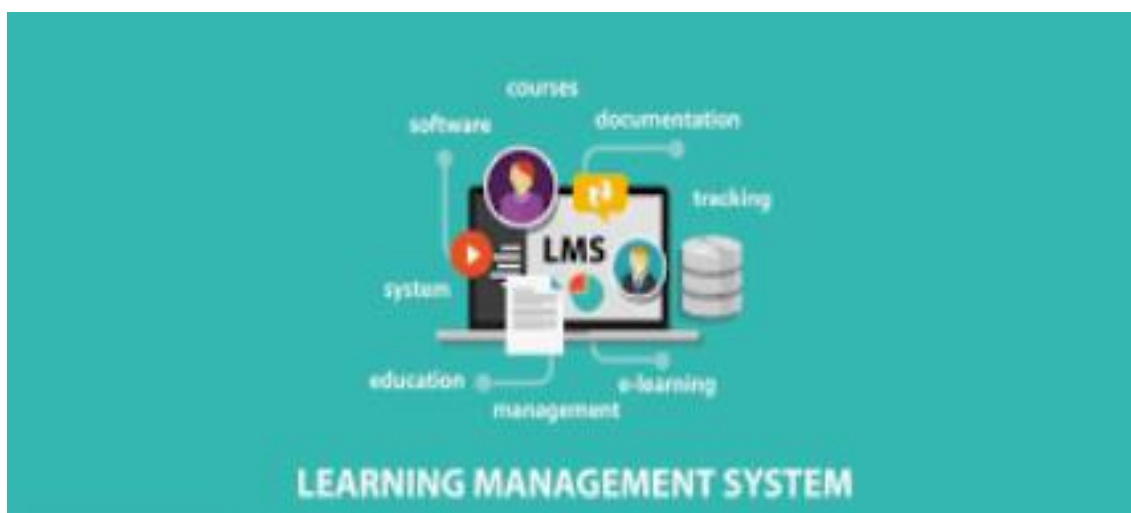 courses
software
documentation
tracking
LMS
system
education
e-learning
management
LEARNING MANAGEMENT SYSTEM